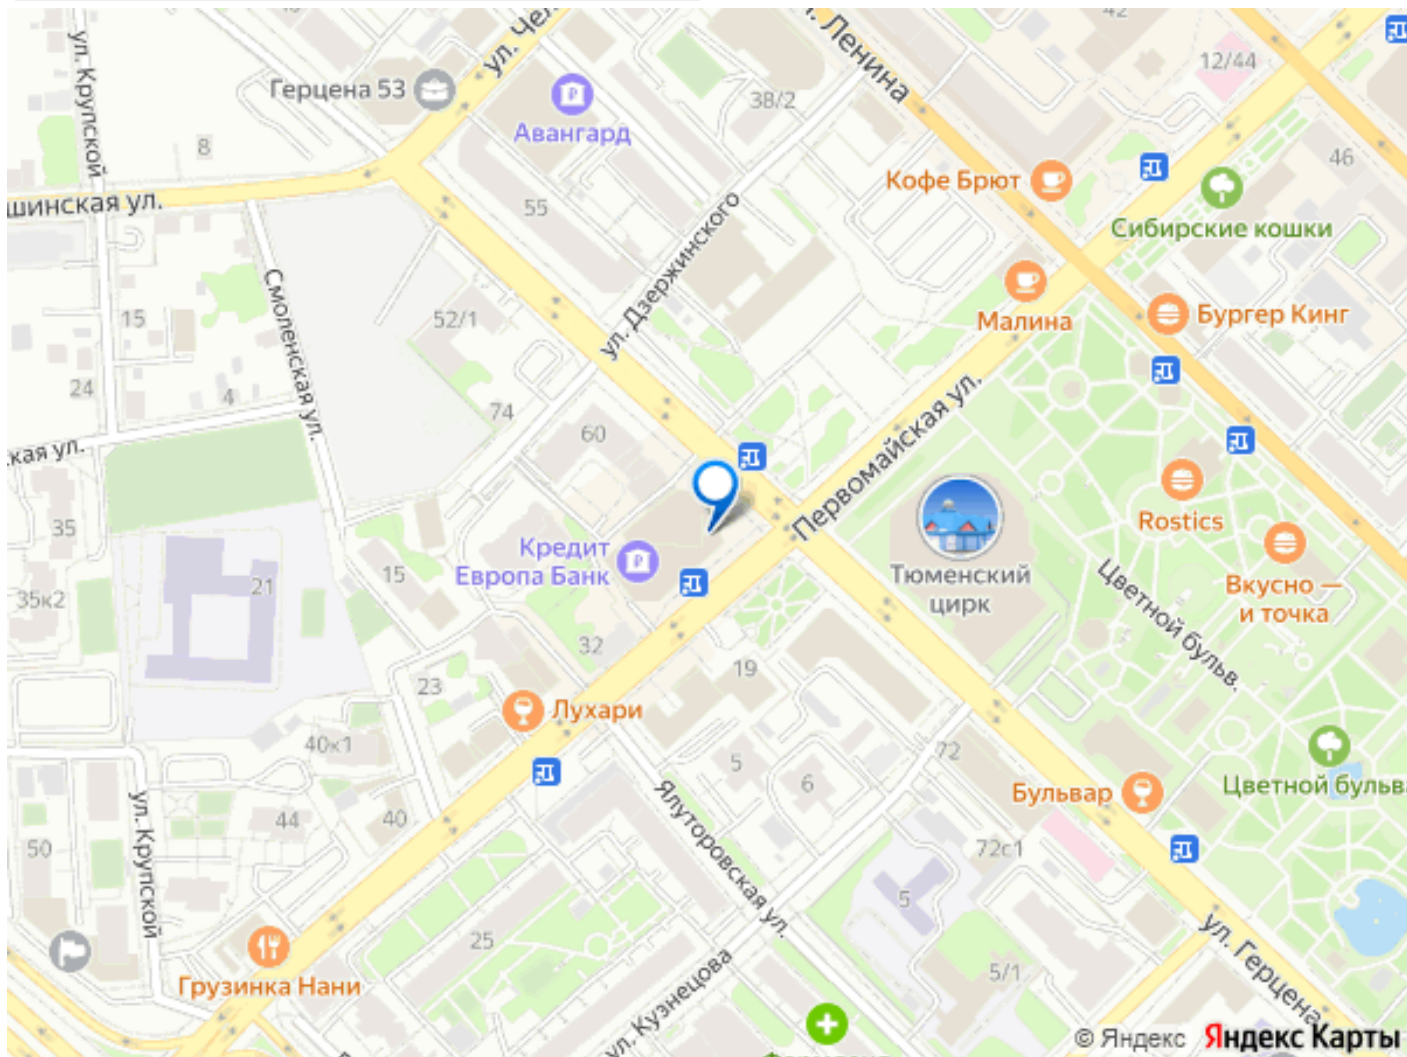 ул. Крупской
Герцена 53
ул. Чел
Авангард
38/2
л. Ленина
42
12/44
8
Кофе Брют
46
шинская ул.
55
Сибирские кошки
ул. Дзержинского
Смоленская ул.
15
52/1
Малина
Бургер Кинг
24
4
74
60
Первомайская ул.
кая ул.
Rostics
35
Кредит
Европа Банк
Тюменский
цирк
Вкусно —
и точка
Цветной бульв.
35к2
21
15
32
19
23
Лухари
40к1
5
6
72
Цветной бульва
Бульвар
ул. Крупской
44
40
Ялуторовская ул.
72с1
50
5
25
ул. Герцена
Грузинка Нани
ул. Кузнецова
5/1
© Яндекс Яндекс Карты